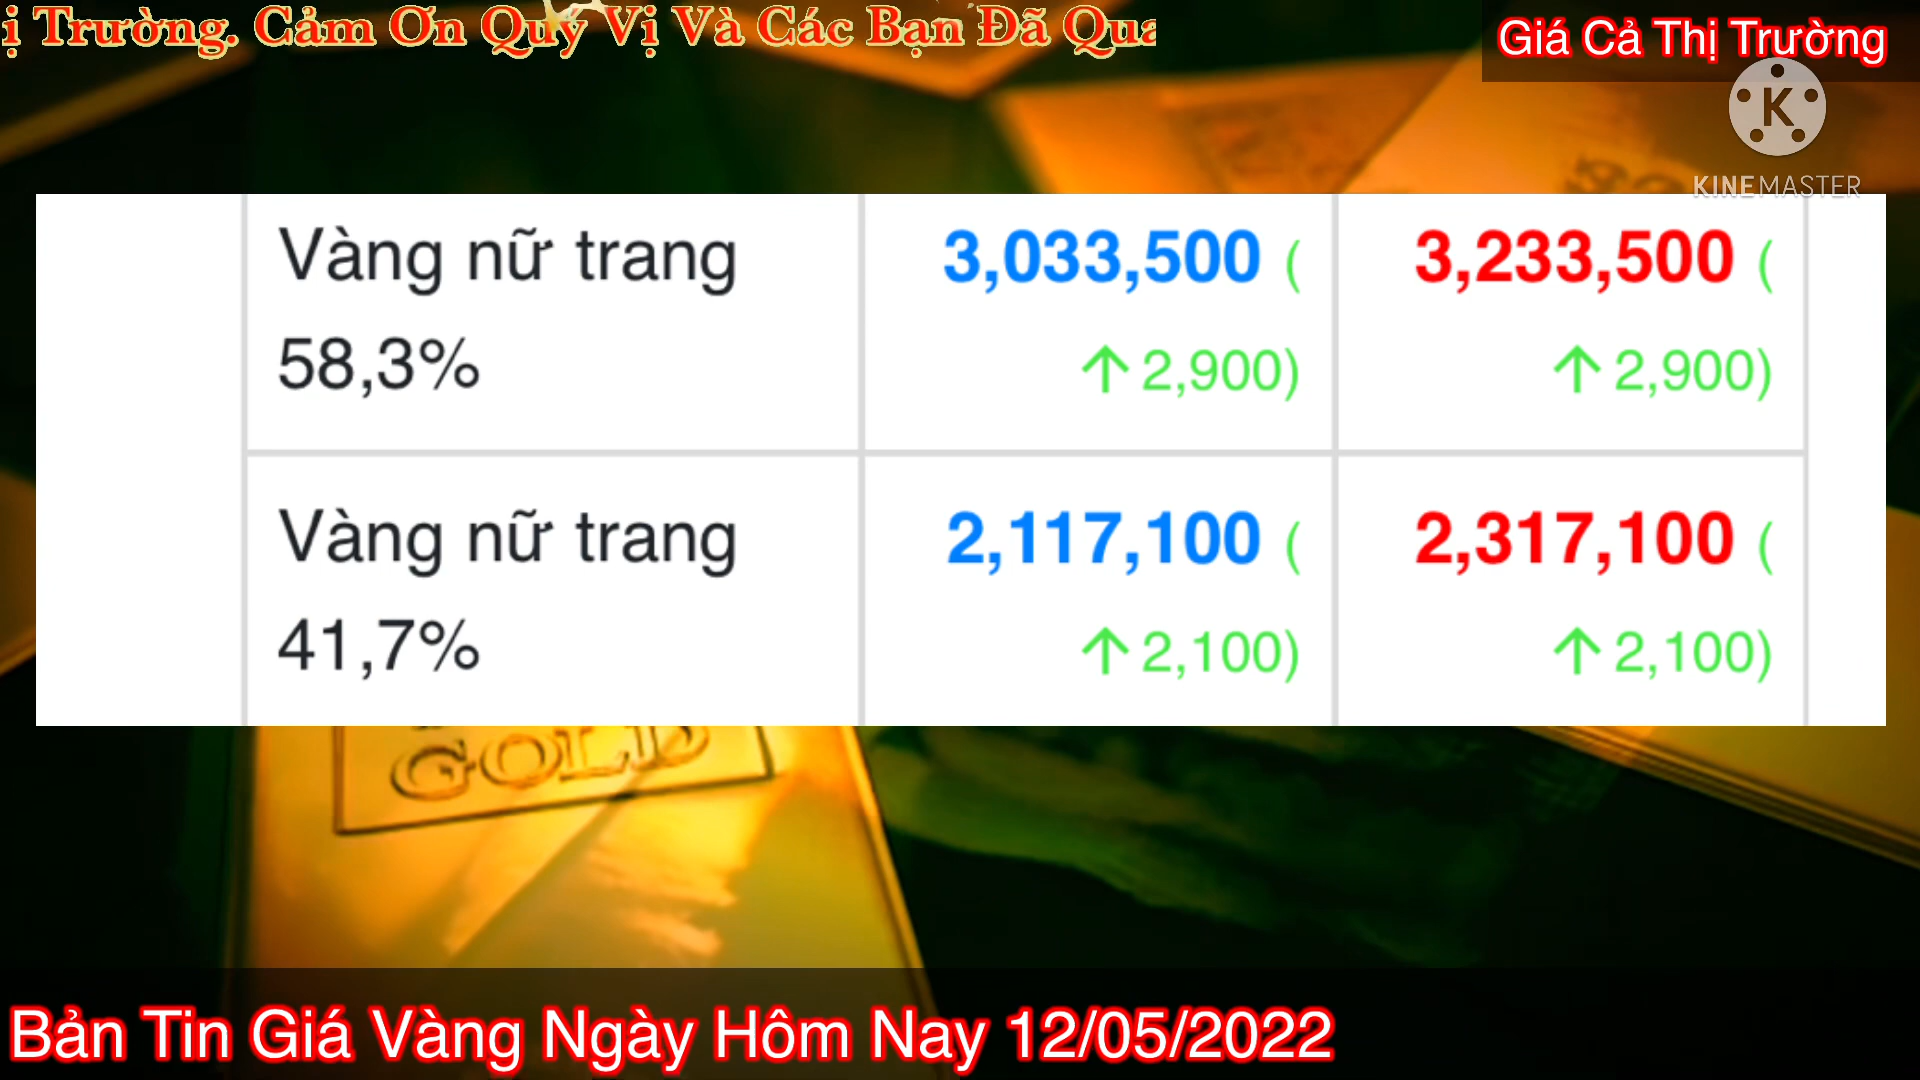 ị Trường. Cảm Ơn Quý Vị Và Các Bạn Đã Qua
Giá Cả Thị Trường
K
KINEMASTER
Vàng nữ trang 3,033,500 ( 3,233,500 (
58,3% ↑2,900) ↑2,900)
Vàng nữ trang 2,117,100 ( 2,317,100 (
41,7% ↑2,100) ↑2,100)
GOLD
Bản Tin Giá Vàng Ngày Hôm Nay 12/05/2022